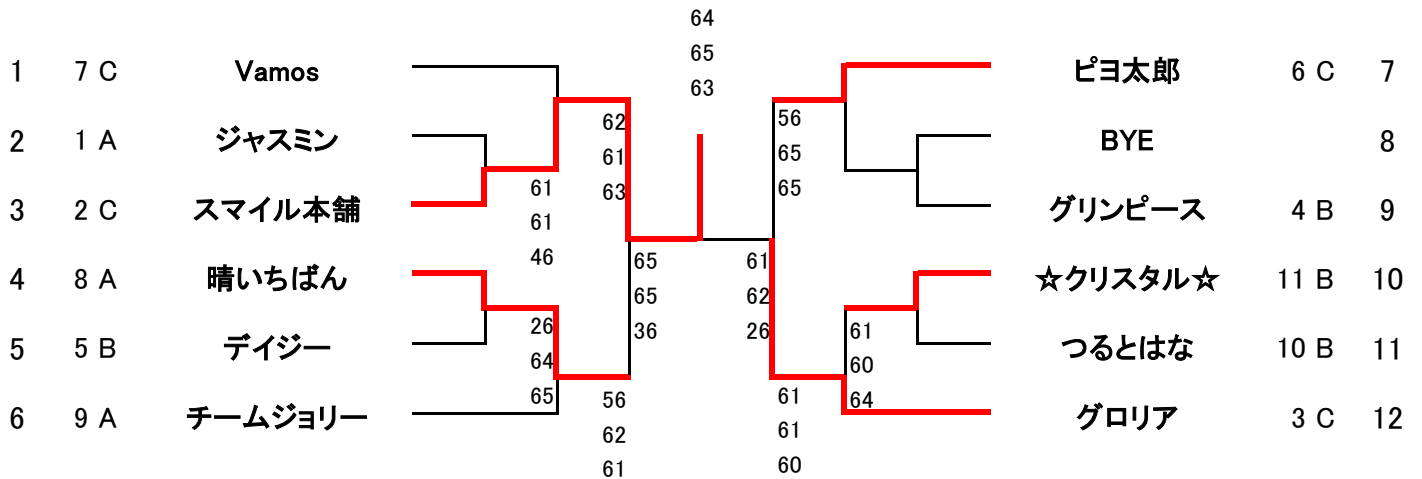 64
65
63
1 7 C Vamos
ピヨ太郎 6 C 7
62
61
63
56
65
65
2 1 A ジャスミン
BYE 8
61
61
46
3 2 C スマイル本舗
グリンピース 4 B 9
65
65
36
61
62
26
4 8 A 晴いちばん
☆クリスタル☆ 11 B 10
26
64
65
61
60
64
5 5 B デイジー
つるとはな 10 B 11
56
62
61
61
61
60
6 9 A チームジョリー
グロリア 3 C 12